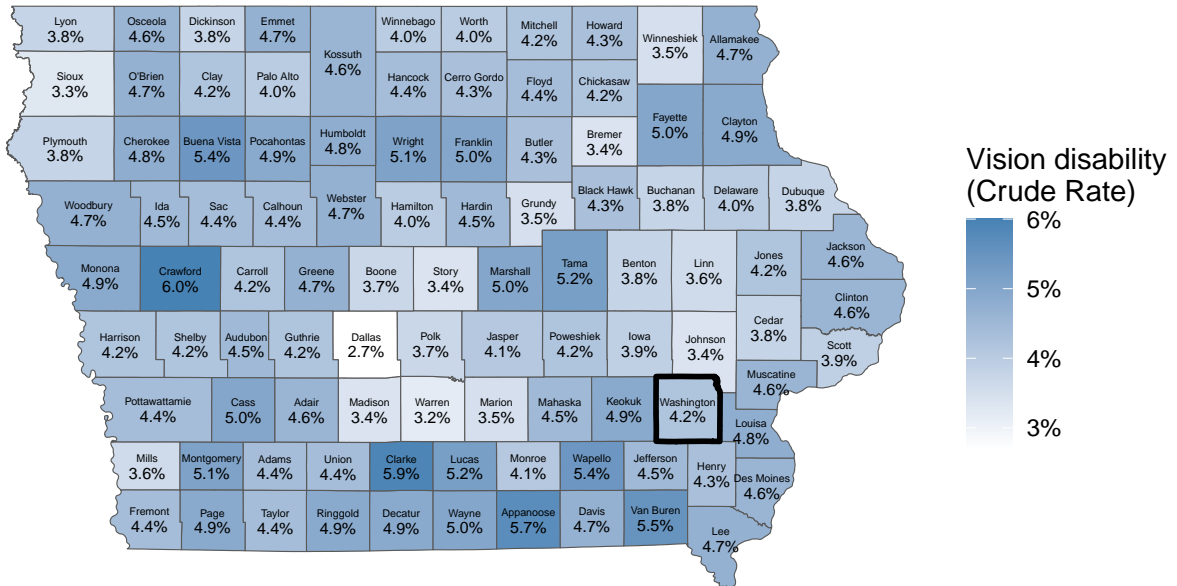 Lyon
3.8%
Osceola
4.6%
Dickinson
3.8%
Emmet
4.7%
Winnebago
4.0%
Worth
4.0%
Mitchell
4.2%
Howard
4.3%
Winneshiek
3.5%
Allamakee
4.7%
Kossuth
4.6%
Sioux
3.3%
O'Brien
4.7%
Clay
4.2%
Palo Alto
4.0%
Hancock
4.4%
Cerro Gordo
4.3%
Floyd
4.4%
Chickasaw
4.2%
Fayette
5.0%
Clayton
4.9%
Plymouth
3.8%
Cherokee
4.8%
Buena Vista
5.4%
Pocahontas
4.9%
Humboldt
4.8%
Wright
5.1%
Franklin
5.0%
Butler
4.3%
Bremer
3.4%
Woodbury
4.7%
Ida
4.5%
Sac
4.4%
Calhoun
4.4%
Webster
4.7%
Hamilton
4.0%
Hardin
4.5%
Grundy
3.5%
Black Hawk
4.3%
Buchanan
3.8%
Delaware
4.0%
Dubuque
3.8%
Monona
4.9%
Crawford
6.0%
Carroll
4.2%
Greene
4.7%
Boone
3.7%
Story
3.4%
Marshall
5.0%
Tama
5.2%
Benton
3.8%
Linn
3.6%
Jones
4.2%
Jackson
4.6%
Clinton
4.6%
Harrison
4.2%
Shelby
4.2%
Audubon
4.5%
Guthrie
4.2%
Dallas
2.7%
Polk
3.7%
Jasper
4.1%
Poweshiek
4.2%
Iowa
3.9%
Johnson
3.4%
Cedar
3.8%
Scott
3.9%
Muscatine
4.6%
Pottawattamie
4.4%
Cass
5.0%
Adair
4.6%
Madison
3.4%
Warren
3.2%
Marion
3.5%
Mahaska
4.5%
Keokuk
4.9%
Washington
4.2%
Louisa
4.8%
Mills
3.6%
Montgomery
5.1%
Adams
4.4%
Union
4.4%
Clarke
5.9%
Lucas
5.2%
Monroe
4.1%
Wapello
5.4%
Jefferson
4.5%
Henry
4.3%
Des Moines
4.6%
Fremont
4.4%
Page
4.9%
Taylor
4.4%
Ringgold
4.9%
Decatur
4.9%
Wayne
5.0%
Appanoose
5.7%
Davis
4.7%
Van Buren
5.5%
Lee
4.7%
Vision disability
(Crude Rate)
6%
5%
4%
3%